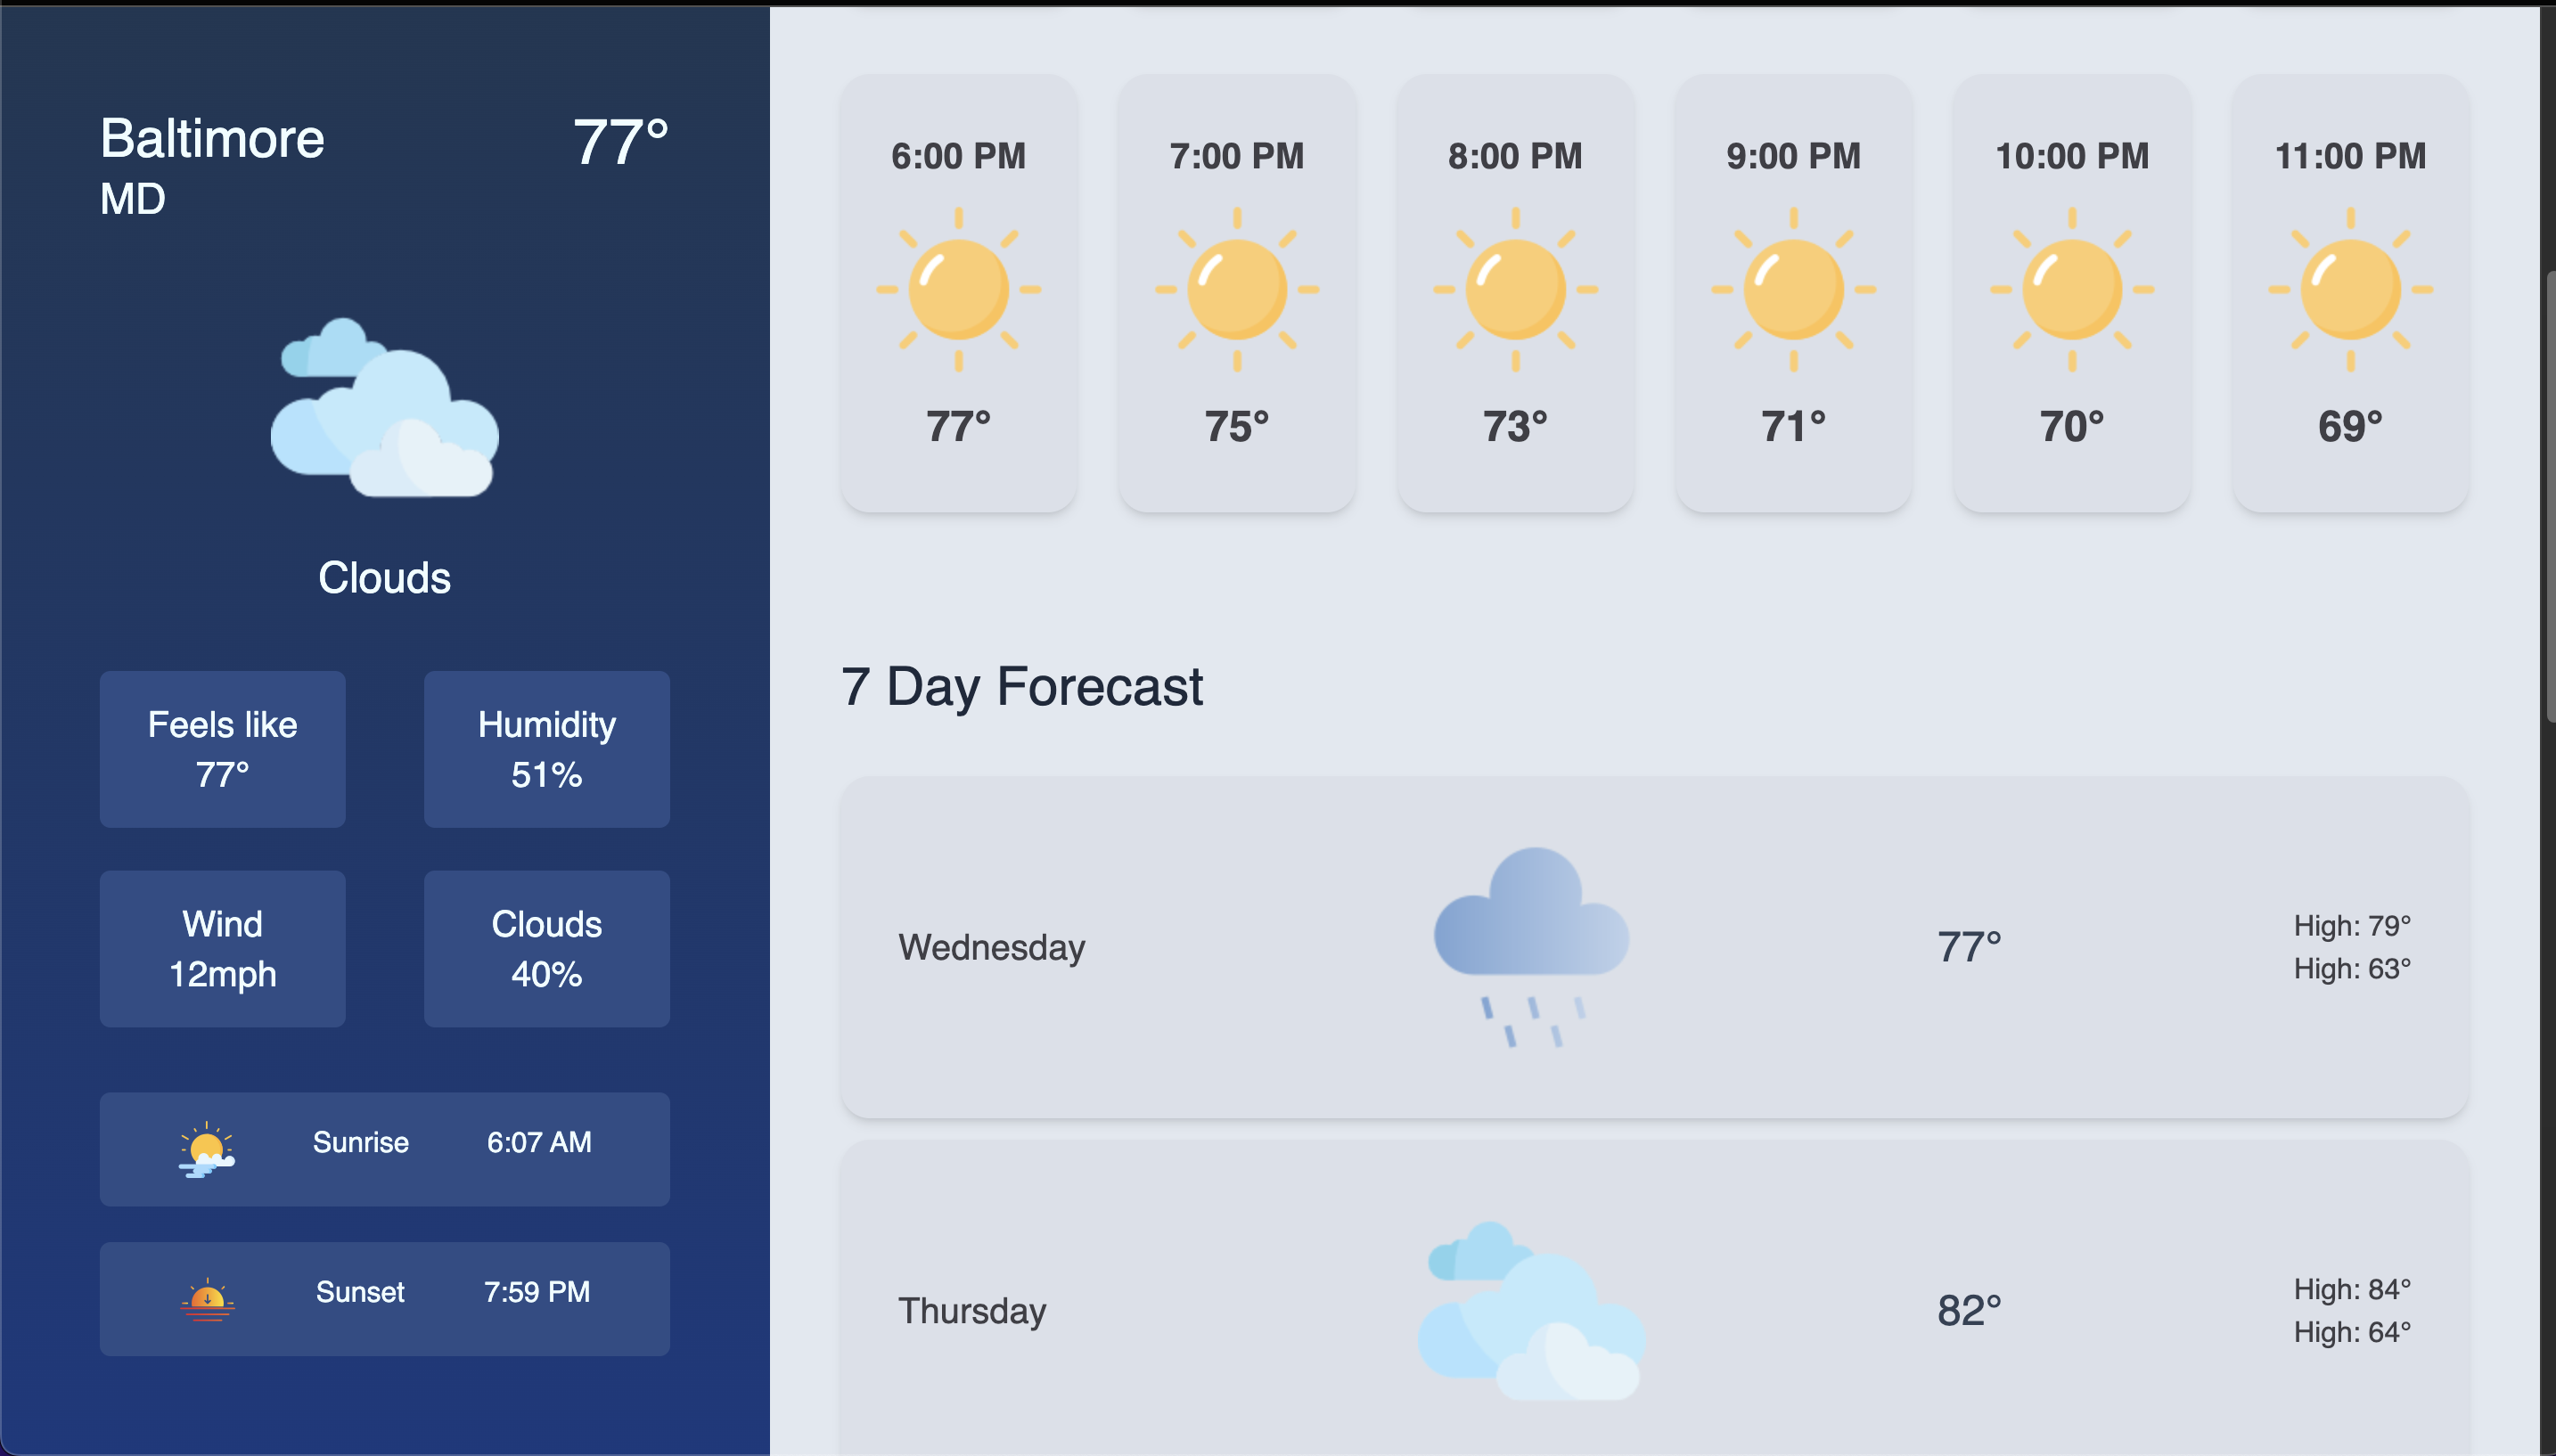 Baltimore
77°
MD
Clouds
Feels like
77°
Humidity
51%
Wind
12mph
Clouds
40%
Sunrise
6:07 AM
Sunset
7:59 PM
6:00 PM
77°
7:00 PM
75°
8:00 PM
73°
9:00 PM
71°
10:00 PM
70°
11:00 PM
69°
7 Day Forecast
Wednesday
77°
High: 79°
High: 63°
Thursday
82°
High: 84°
High: 64°